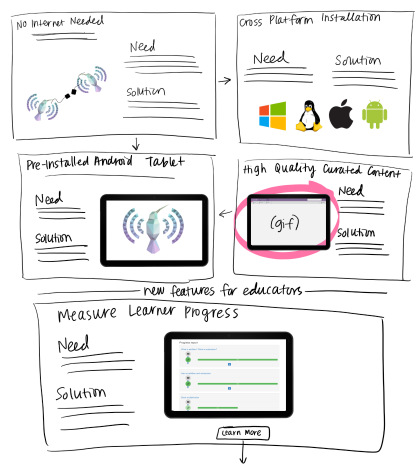 No Internet Needed
Need
Solution
Cross Platform Installation
Need
Solution
Pre-Installed Android Tablet
Need
Solution
High Quality Curated Content
(gif)
Need
Solution
new features for educators
Measure Learner Progress
Need
Solution
Learn More